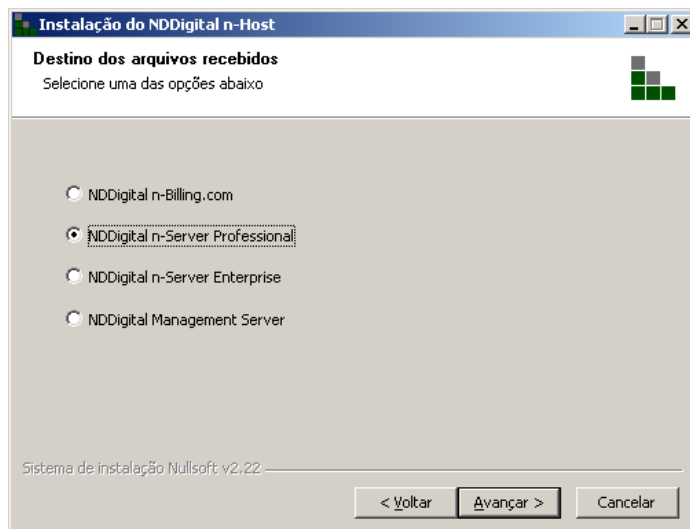 Instalação do NDDigital n-Host
Destino dos arquivos recebidos
Selecione uma das opções abaixo
NDDigital n-Billing.com
NDDigital n-Server Professional
NDDigital n-Server Enterprise
NDDigital Management Server
Sistema de instalação Nullsoft v2.22
< Voltar
Avançar >
Cancelar